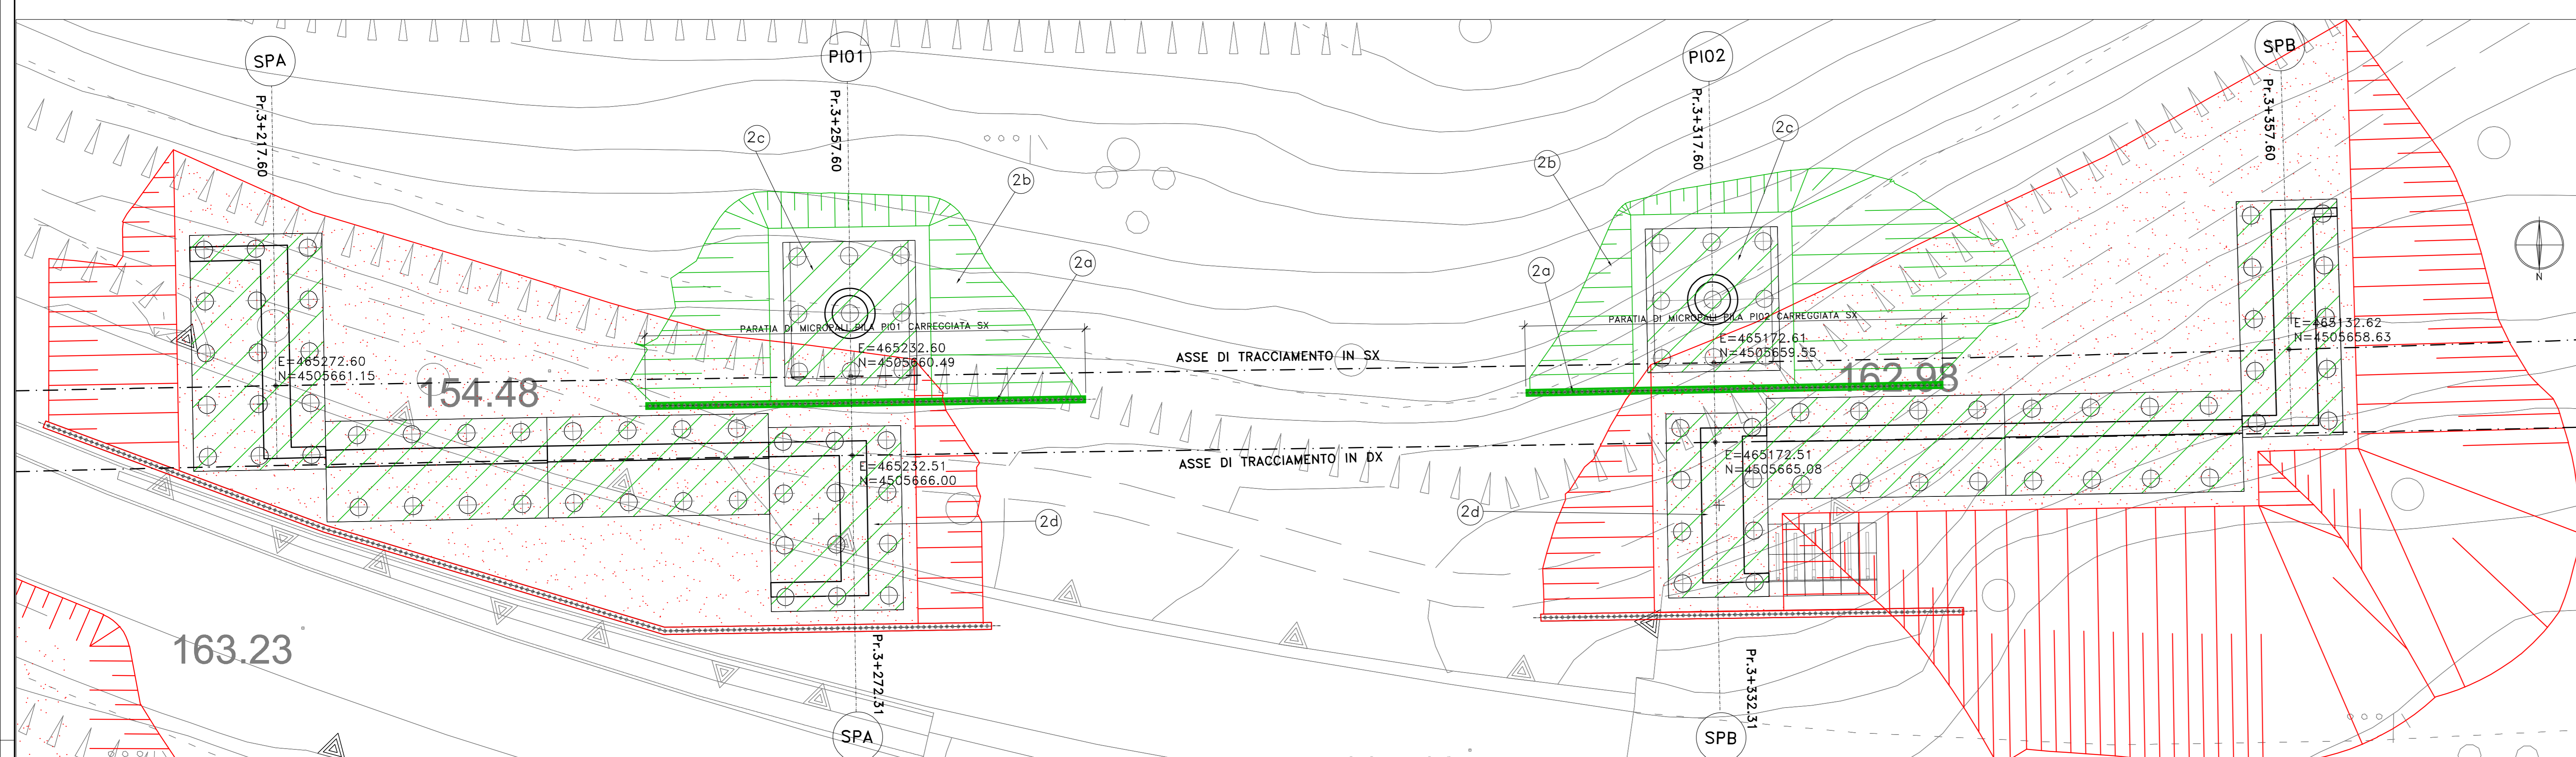 SPA
PI01
PI02
SPB
Pr.3+217.60
Pr.3+257.60
Pr.3+317.60
Pr.3+357.60
2c
2b
2a
2c
2b
2a
N
PARATIA DI MICROPALI PILA PI01 CARREGGIATA SX
PARATIA DI MICROPALI PILA PI02 CARREGGIATA SX
E=465272.60
N=4505661.15
E=465232.60
N=4505660.49
E=465172.61
N=4505659.55
E=465132.62
N=4505658.63
ASSE DI TRACCIAMENTO IN SX
154.48
162.98
ASSE DI TRACCIAMENTO IN DX
E=465232.51
N=4505666.00
E=465172.51
N=4505665.08
2d
2d
163.23
Pr.3+272.31
Pr.3+332.31
SPA
SPB